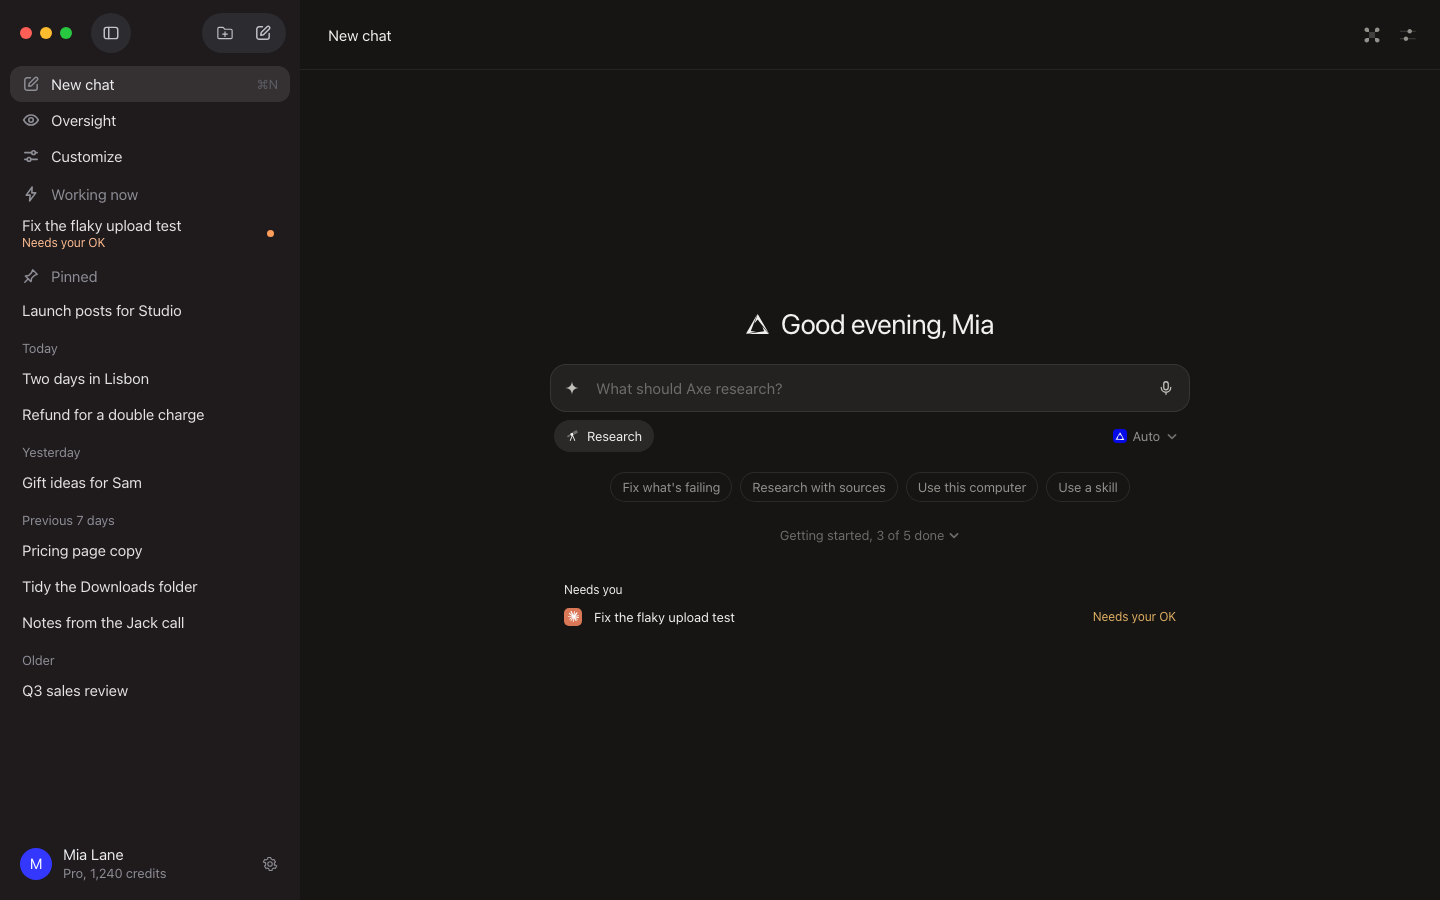 New chat
New chat ⌘N
Oversight
Customize
Working now
Fix the flaky upload test
Needs your OK
Pinned
Launch posts for Studio
Today
Two days in Lisbon
Refund for a double charge
Yesterday
Gift ideas for Sam
Previous 7 days
Pricing page copy
Tidy the Downloads folder
Notes from the Jack call
Older
Q3 sales review
M
Mia Lane
Pro, 1,240 credits
Good evening, Mia
What should Axe research?
Research
Auto
Fix what's failing
Research with sources
Use this computer
Use a skill
Getting started, 3 of 5 done
Needs you
Fix the flaky upload test
Needs your OK